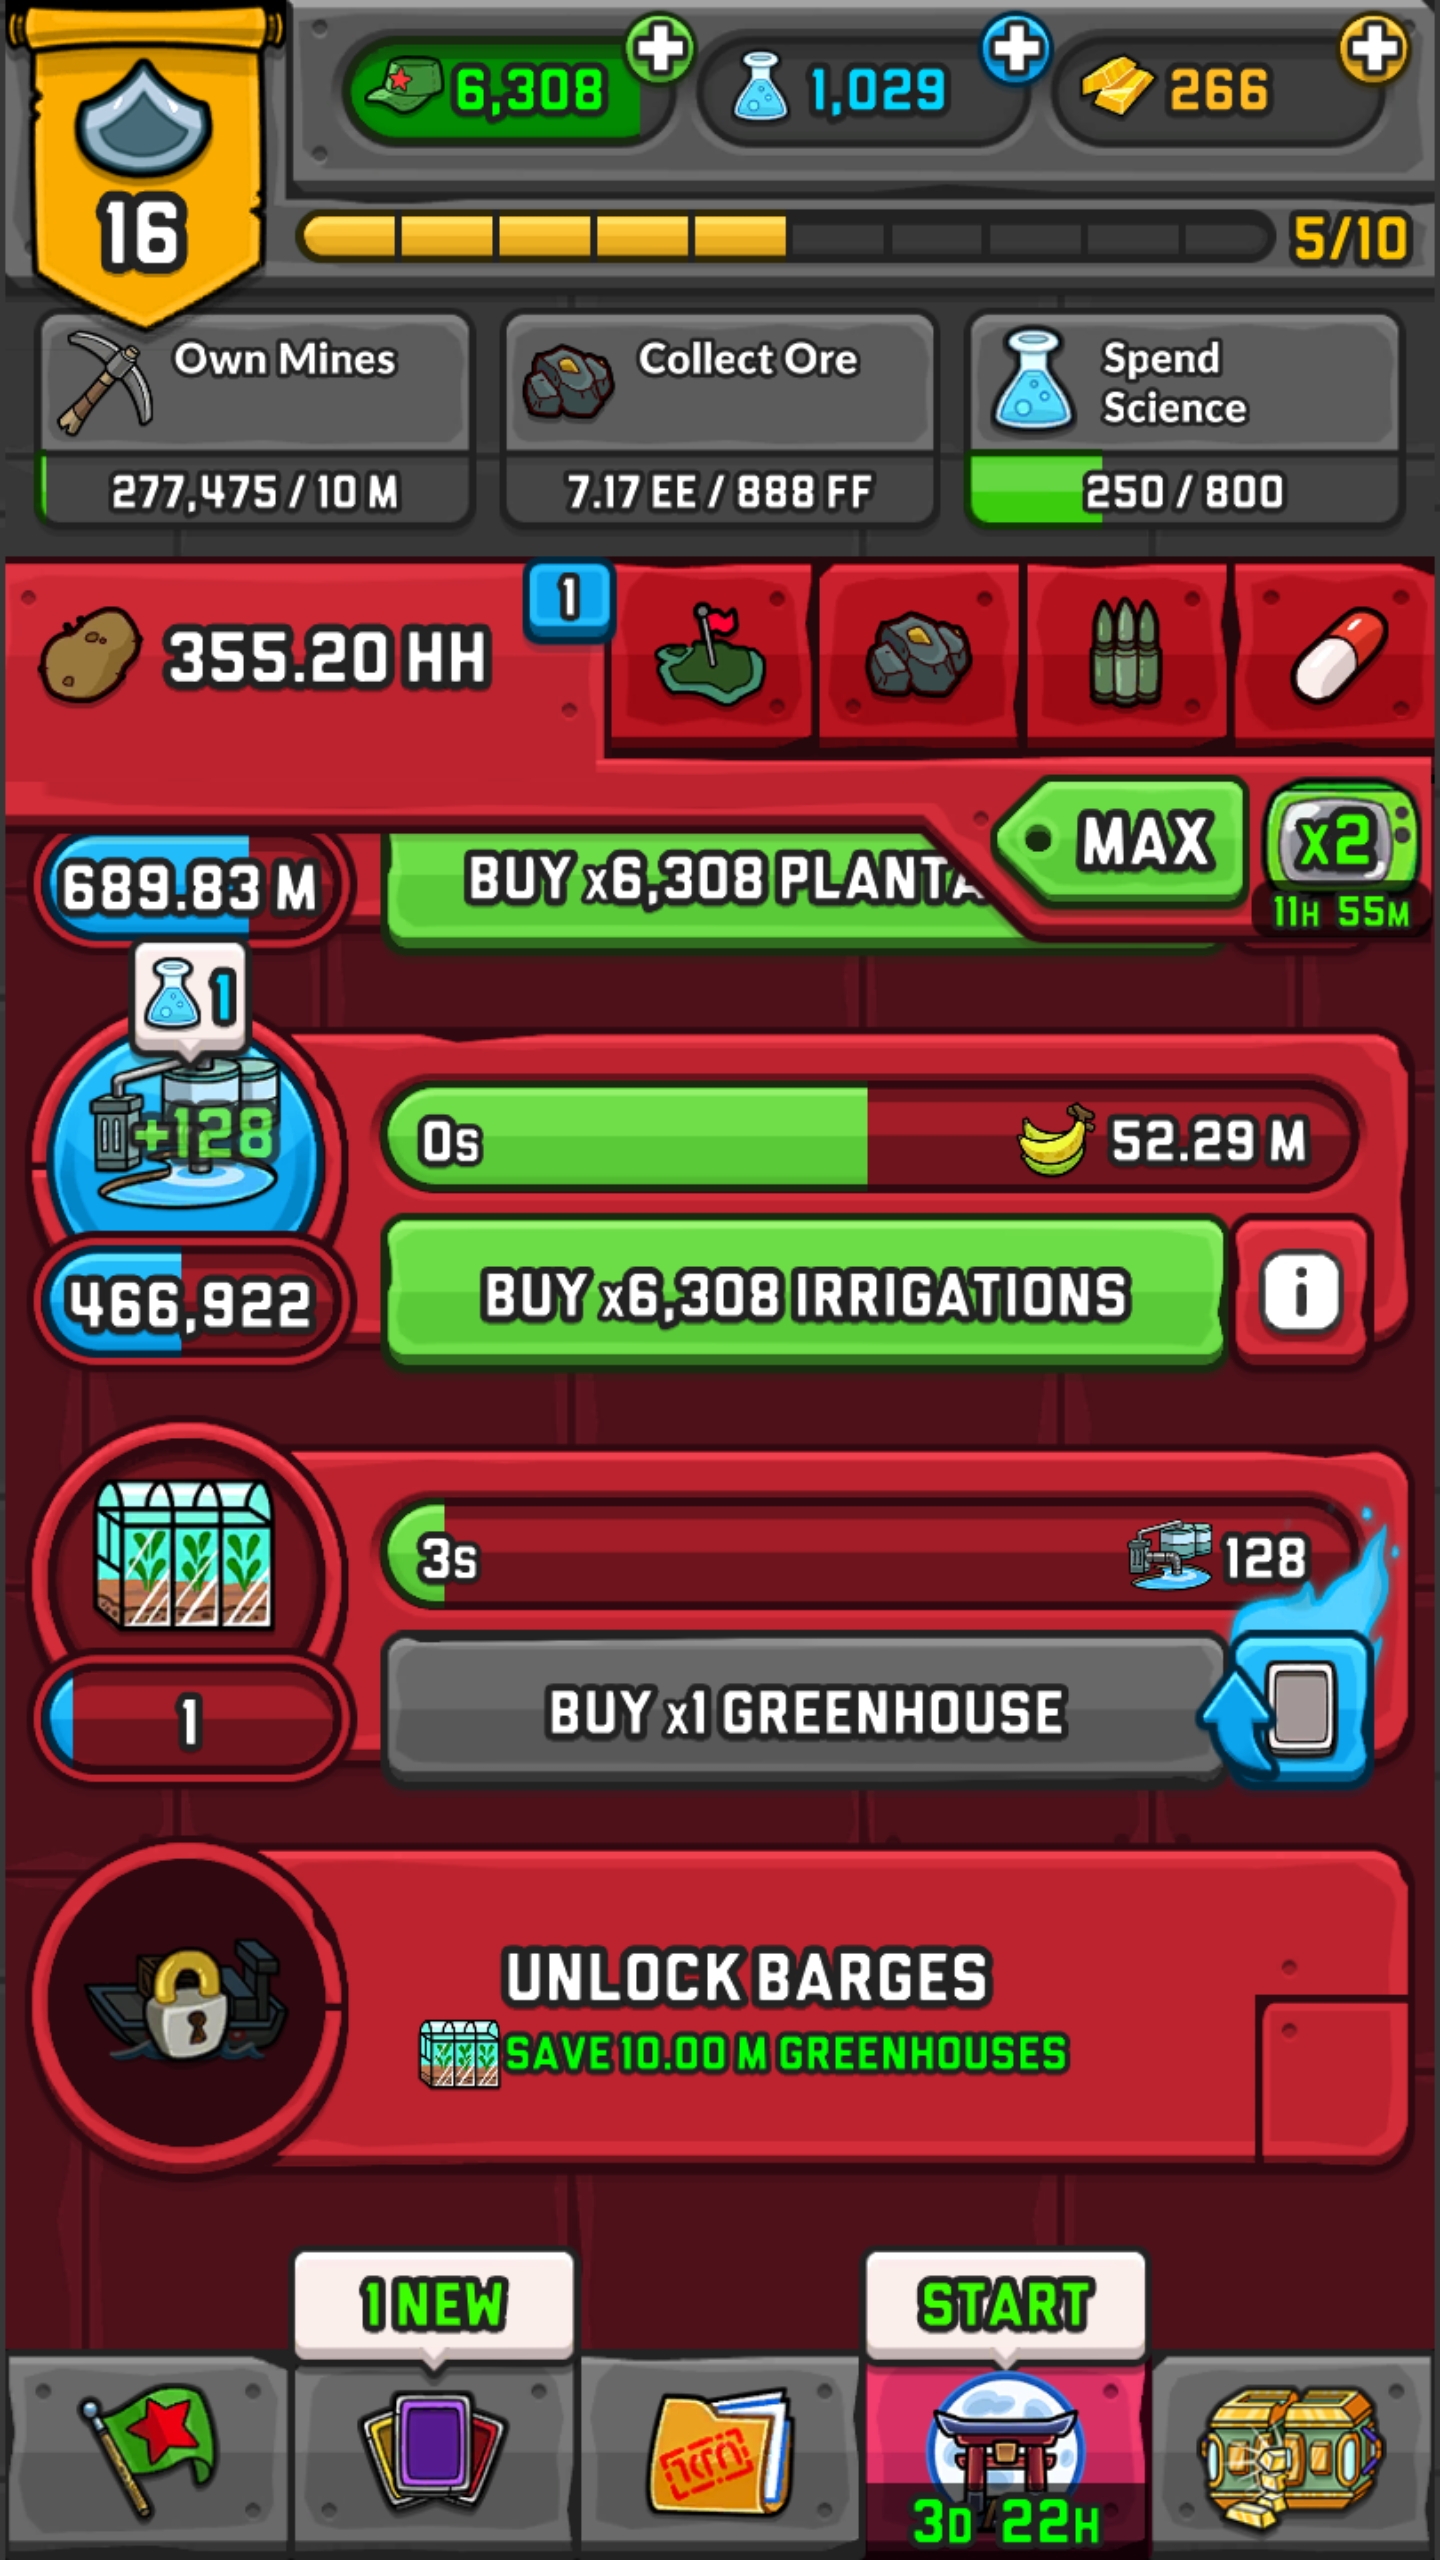 6,308
1,029
266
16
5/10
Own Mines
277,475 / 10 M
Collect Ore
7.17 EE / 888 FF
Spend
Science
250 / 800
355.20 HH
1
MAX
x2
11H 55M
689.83 M
BUY x6,308 PLANTA
1
+128
0s
52.29 M
466,922
BUY x6,308 IRRIGATIONS
i
3s
128
1
BUY x1 GREENHOUSE
UNLOCK BARGES
SAVE 10.00 M GREENHOUSES
1 NEW
START
3D 22H